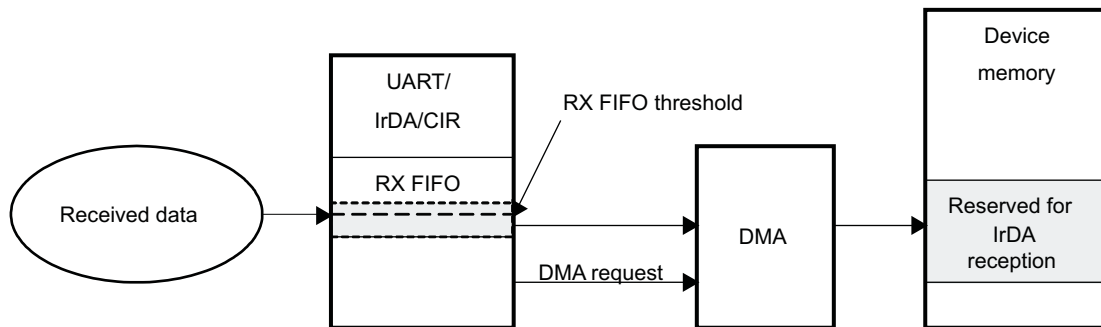 Received data
UART/
IrDA/CIR
RX FIFO
RX FIFO threshold
DMA request
DMA
Device
memory
Reserved for
IrDA
reception